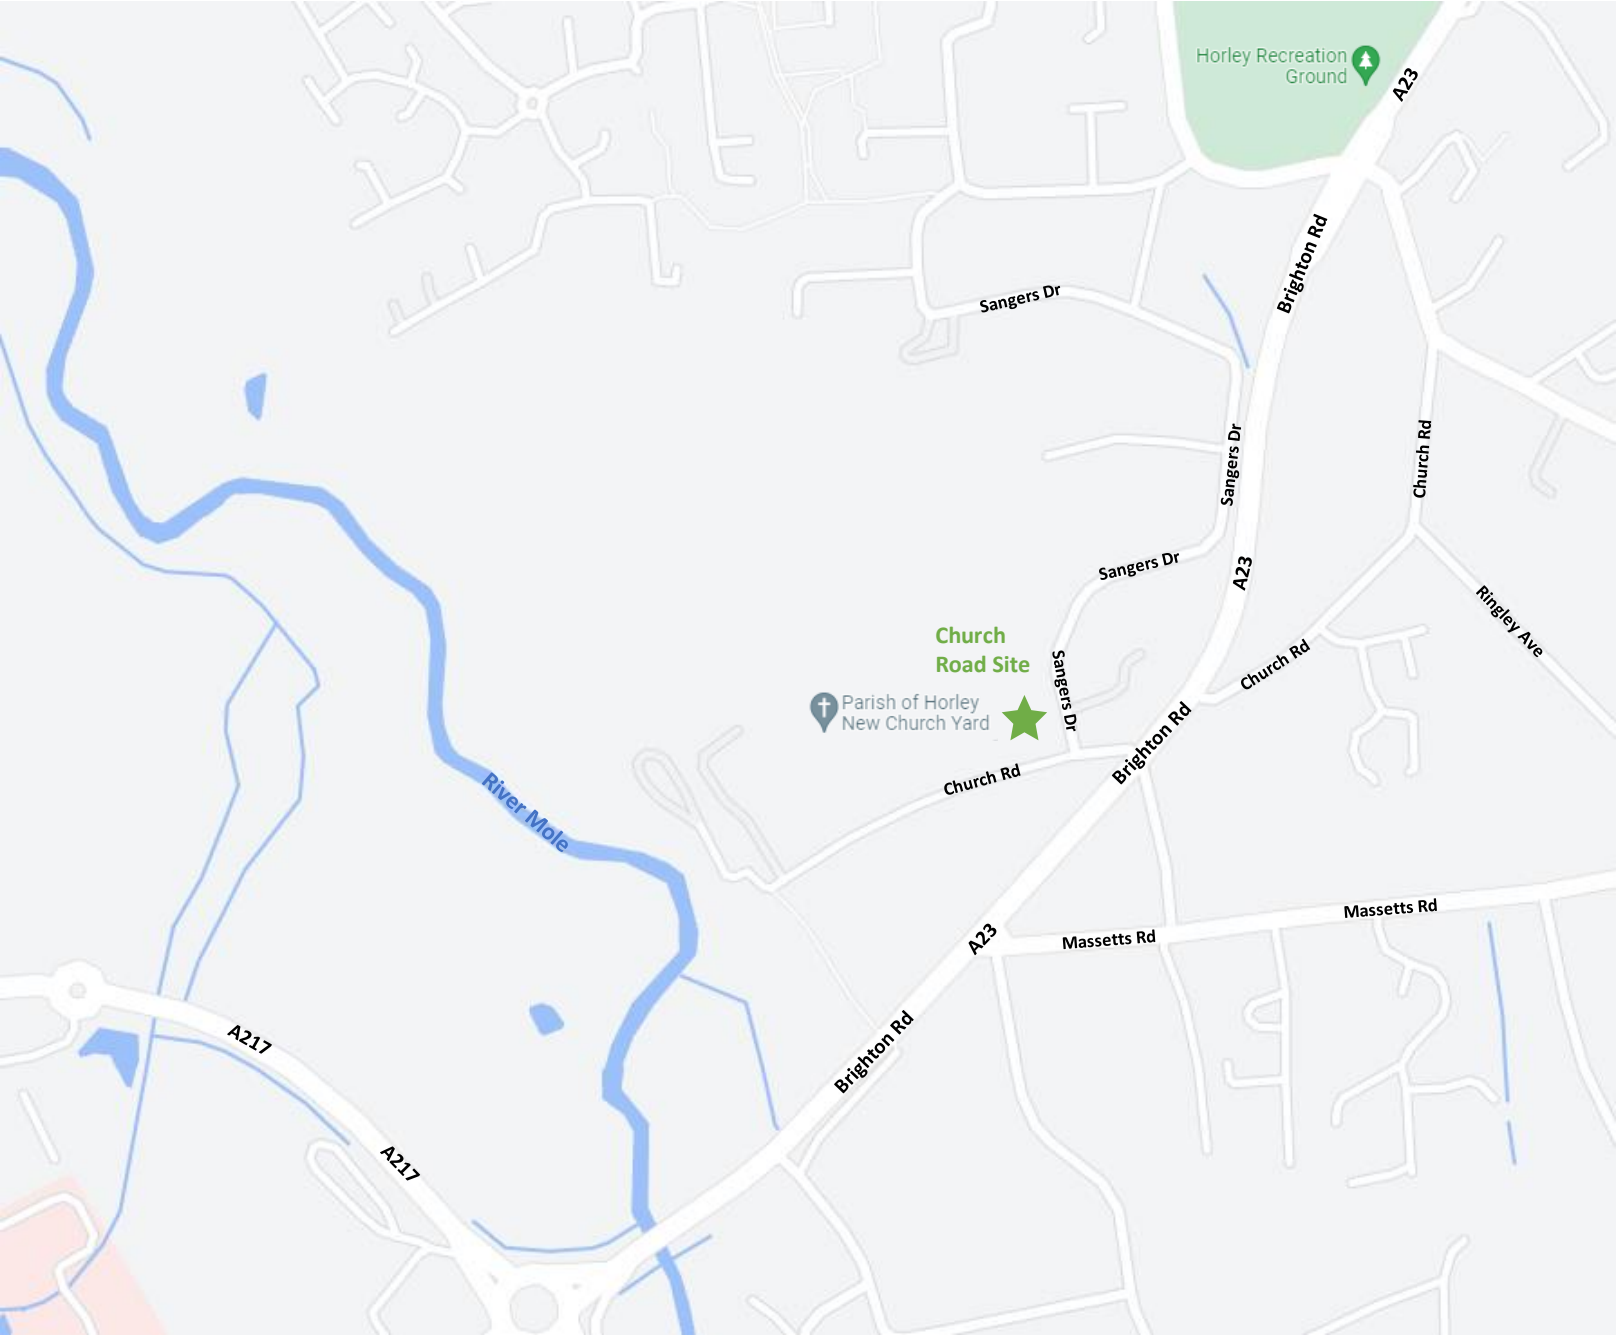 Horley Recreation
Ground
A23
Brighton Rd
Sangers Dr
Church Rd
Sangers Dr
Sangers Dr
A23
Ringley Ave
Church
Road Site
Sangers Dr
Church Rd
Parish of Horley
New Church Yard
Brighton Rd
Church Rd
River Mole
Massetts Rd
Massetts Rd
A23
A217
Brighton Rd
A217